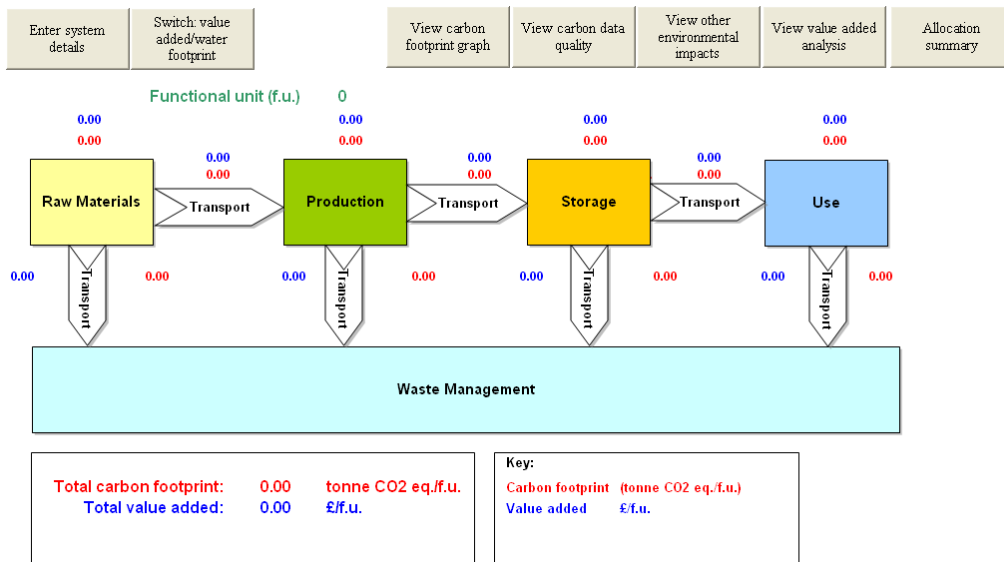 Enter system
details
Switch: value
added/water
footprint
View carbon
footprint graph
View carbon data
quality
View other
environmental
impacts
View value added
analysis
Allocation
summary
Functional unit (f.u.) 0
0.00 0.00 0.00 0.00
0.00 0.00 0.00 0.00
0.00 0.00 0.00
0.00 0.00 0.00
Raw Materials Transport Production Transport Storage Transport Use
0.00 Transport 0.00 0.00 Transport 0.00 0.00 Transport 0.00 0.00 Transport 0.00
Waste Management
Total carbon footprint: 0.00 tonne CO2 eq./f.u.
Total value added: 0.00 £/f.u.
Key:
Carbon footprint (tonne CO2 eq./f.u.)
Value added £/f.u.